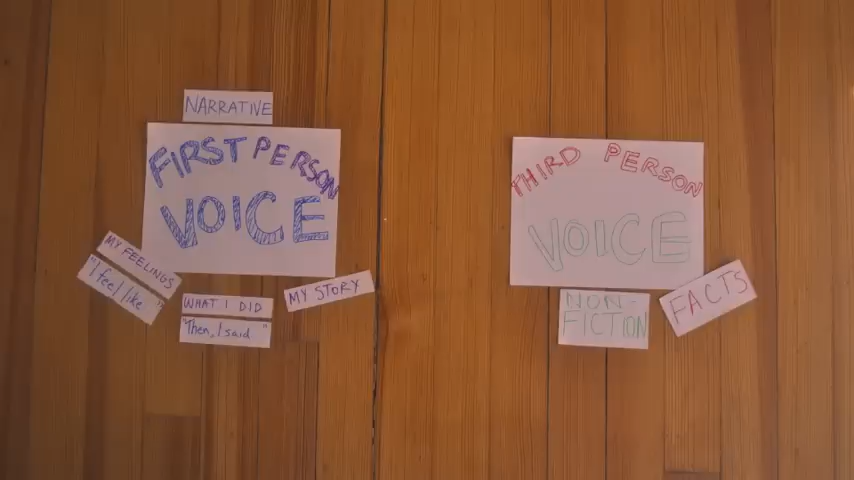 NARRATIVE
FIRST PERSON
VOICE
MY FEELINGS
"I feel like "
WHAT I DID
"Then, I said "
MY STORY
THIRD PERSON
VOICE
NON-
FICTION
FACTS